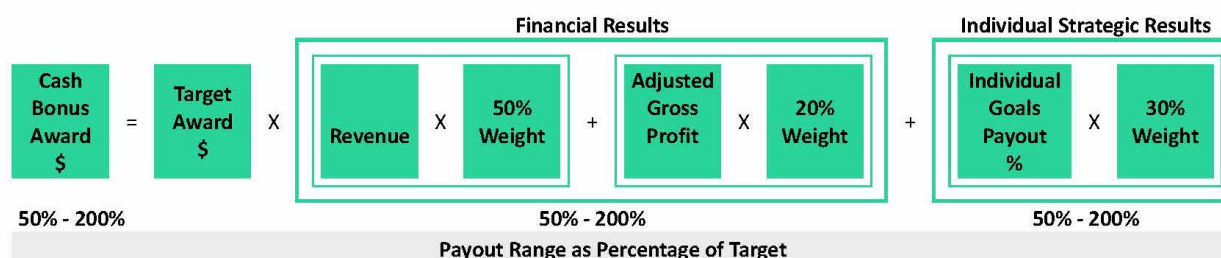 Financial Results
Individual Strategic Results
Cash
Bonus
Award
$
=
Target
Award
$
X
Revenue
X
50%
Weight
+
Adjusted
Gross
Profit
X
20%
Weight
+
Individual
Goals
Payout
%
X
30%
Weight
50% - 200%
50% - 200%
50% - 200%
Payout Range as Percentage of Target